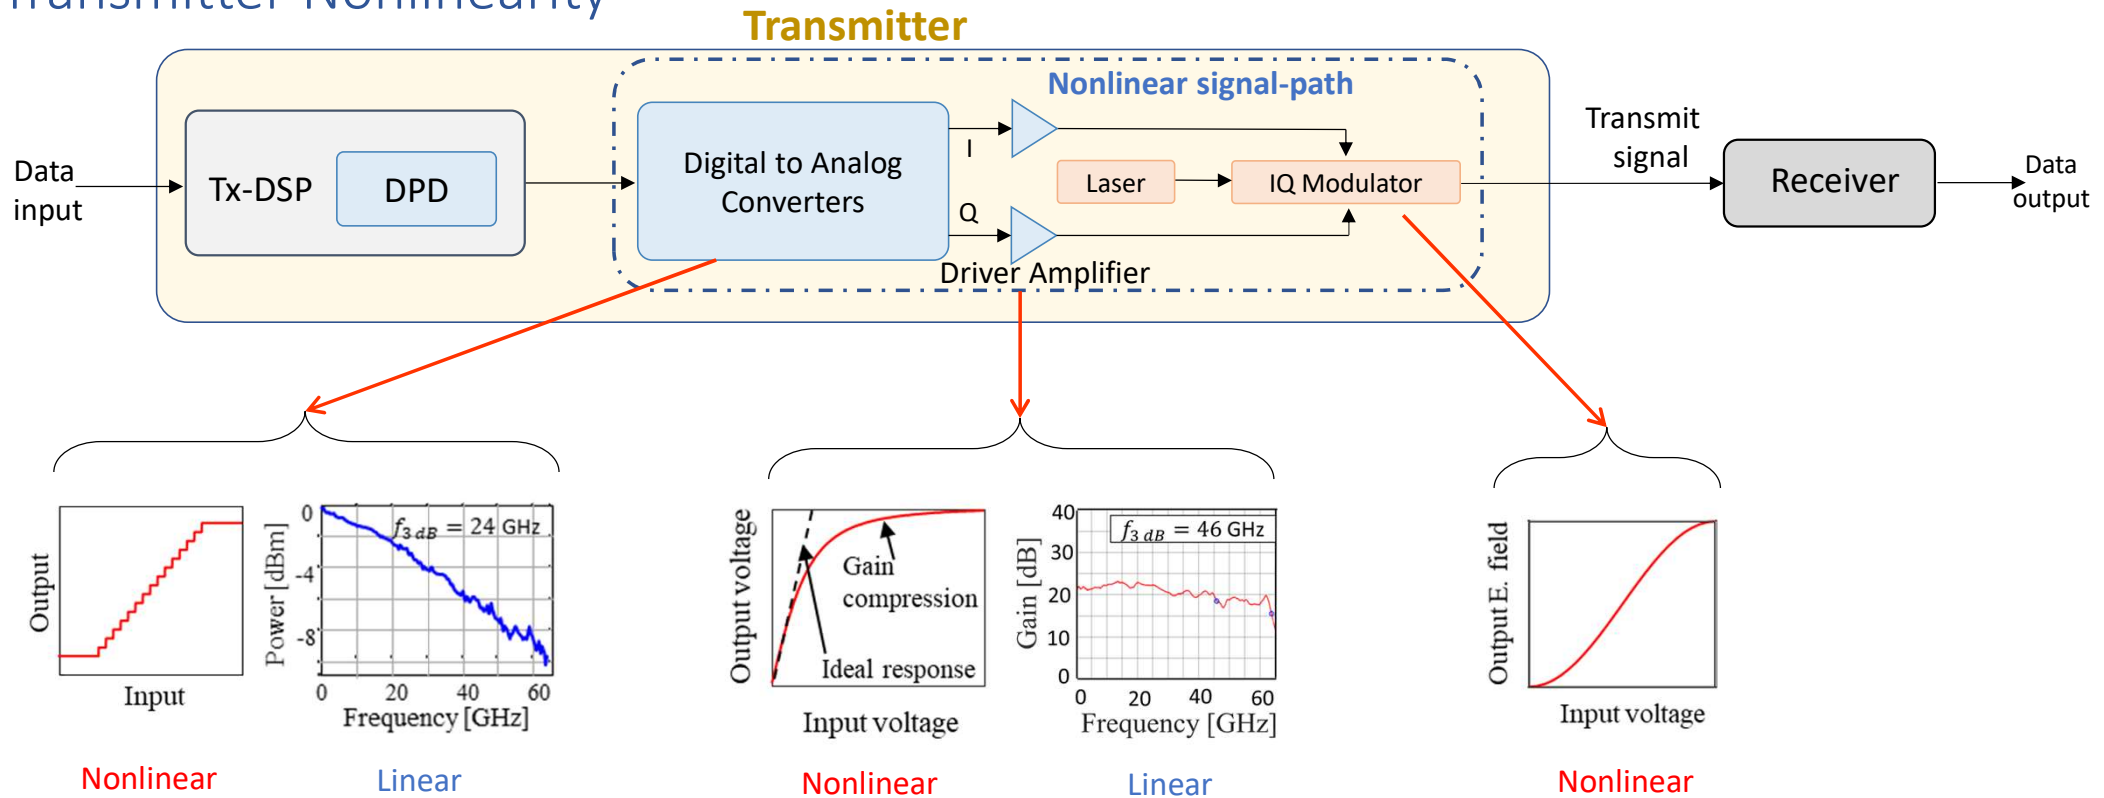 Transmitter Nonlinearity
Transmitter
Nonlinear signal-path
Data
input
Tx-DSP
DPD
Digital to Analog
Converters
I
Q
Laser
IQ Modulator
Driver Amplifier
Transmit
signal
Receiver
Data
output
Output
Input
Nonlinear
0
-4
-8
Power [dBm]
f3 dB = 24 GHz
0 20 40 60
Frequency [GHz]
Linear
Output voltage
Gain
compression
Ideal response
Input voltage
Nonlinear
40
30
20
10
0
Gain [dB]
f3 dB = 46 GHz
0 20 40 60
Frequency [GHz]
Linear
Output E. field
Input voltage
Nonlinear